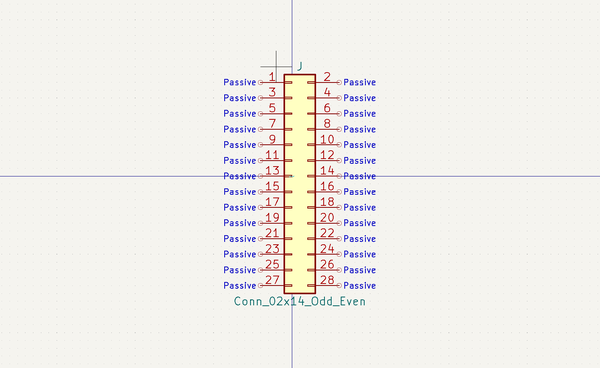 J
Passive 1 2 Passive
Passive 3 4 Passive
Passive 5 6 Passive
Passive 7 8 Passive
Passive 9 10 Passive
Passive 11 12 Passive
Passive 13 14 Passive
Passive 15 16 Passive
Passive 17 18 Passive
Passive 19 20 Passive
Passive 21 22 Passive
Passive 23 24 Passive
Passive 25 26 Passive
Passive 27 28 Passive
Conn_02x14_Odd_Even